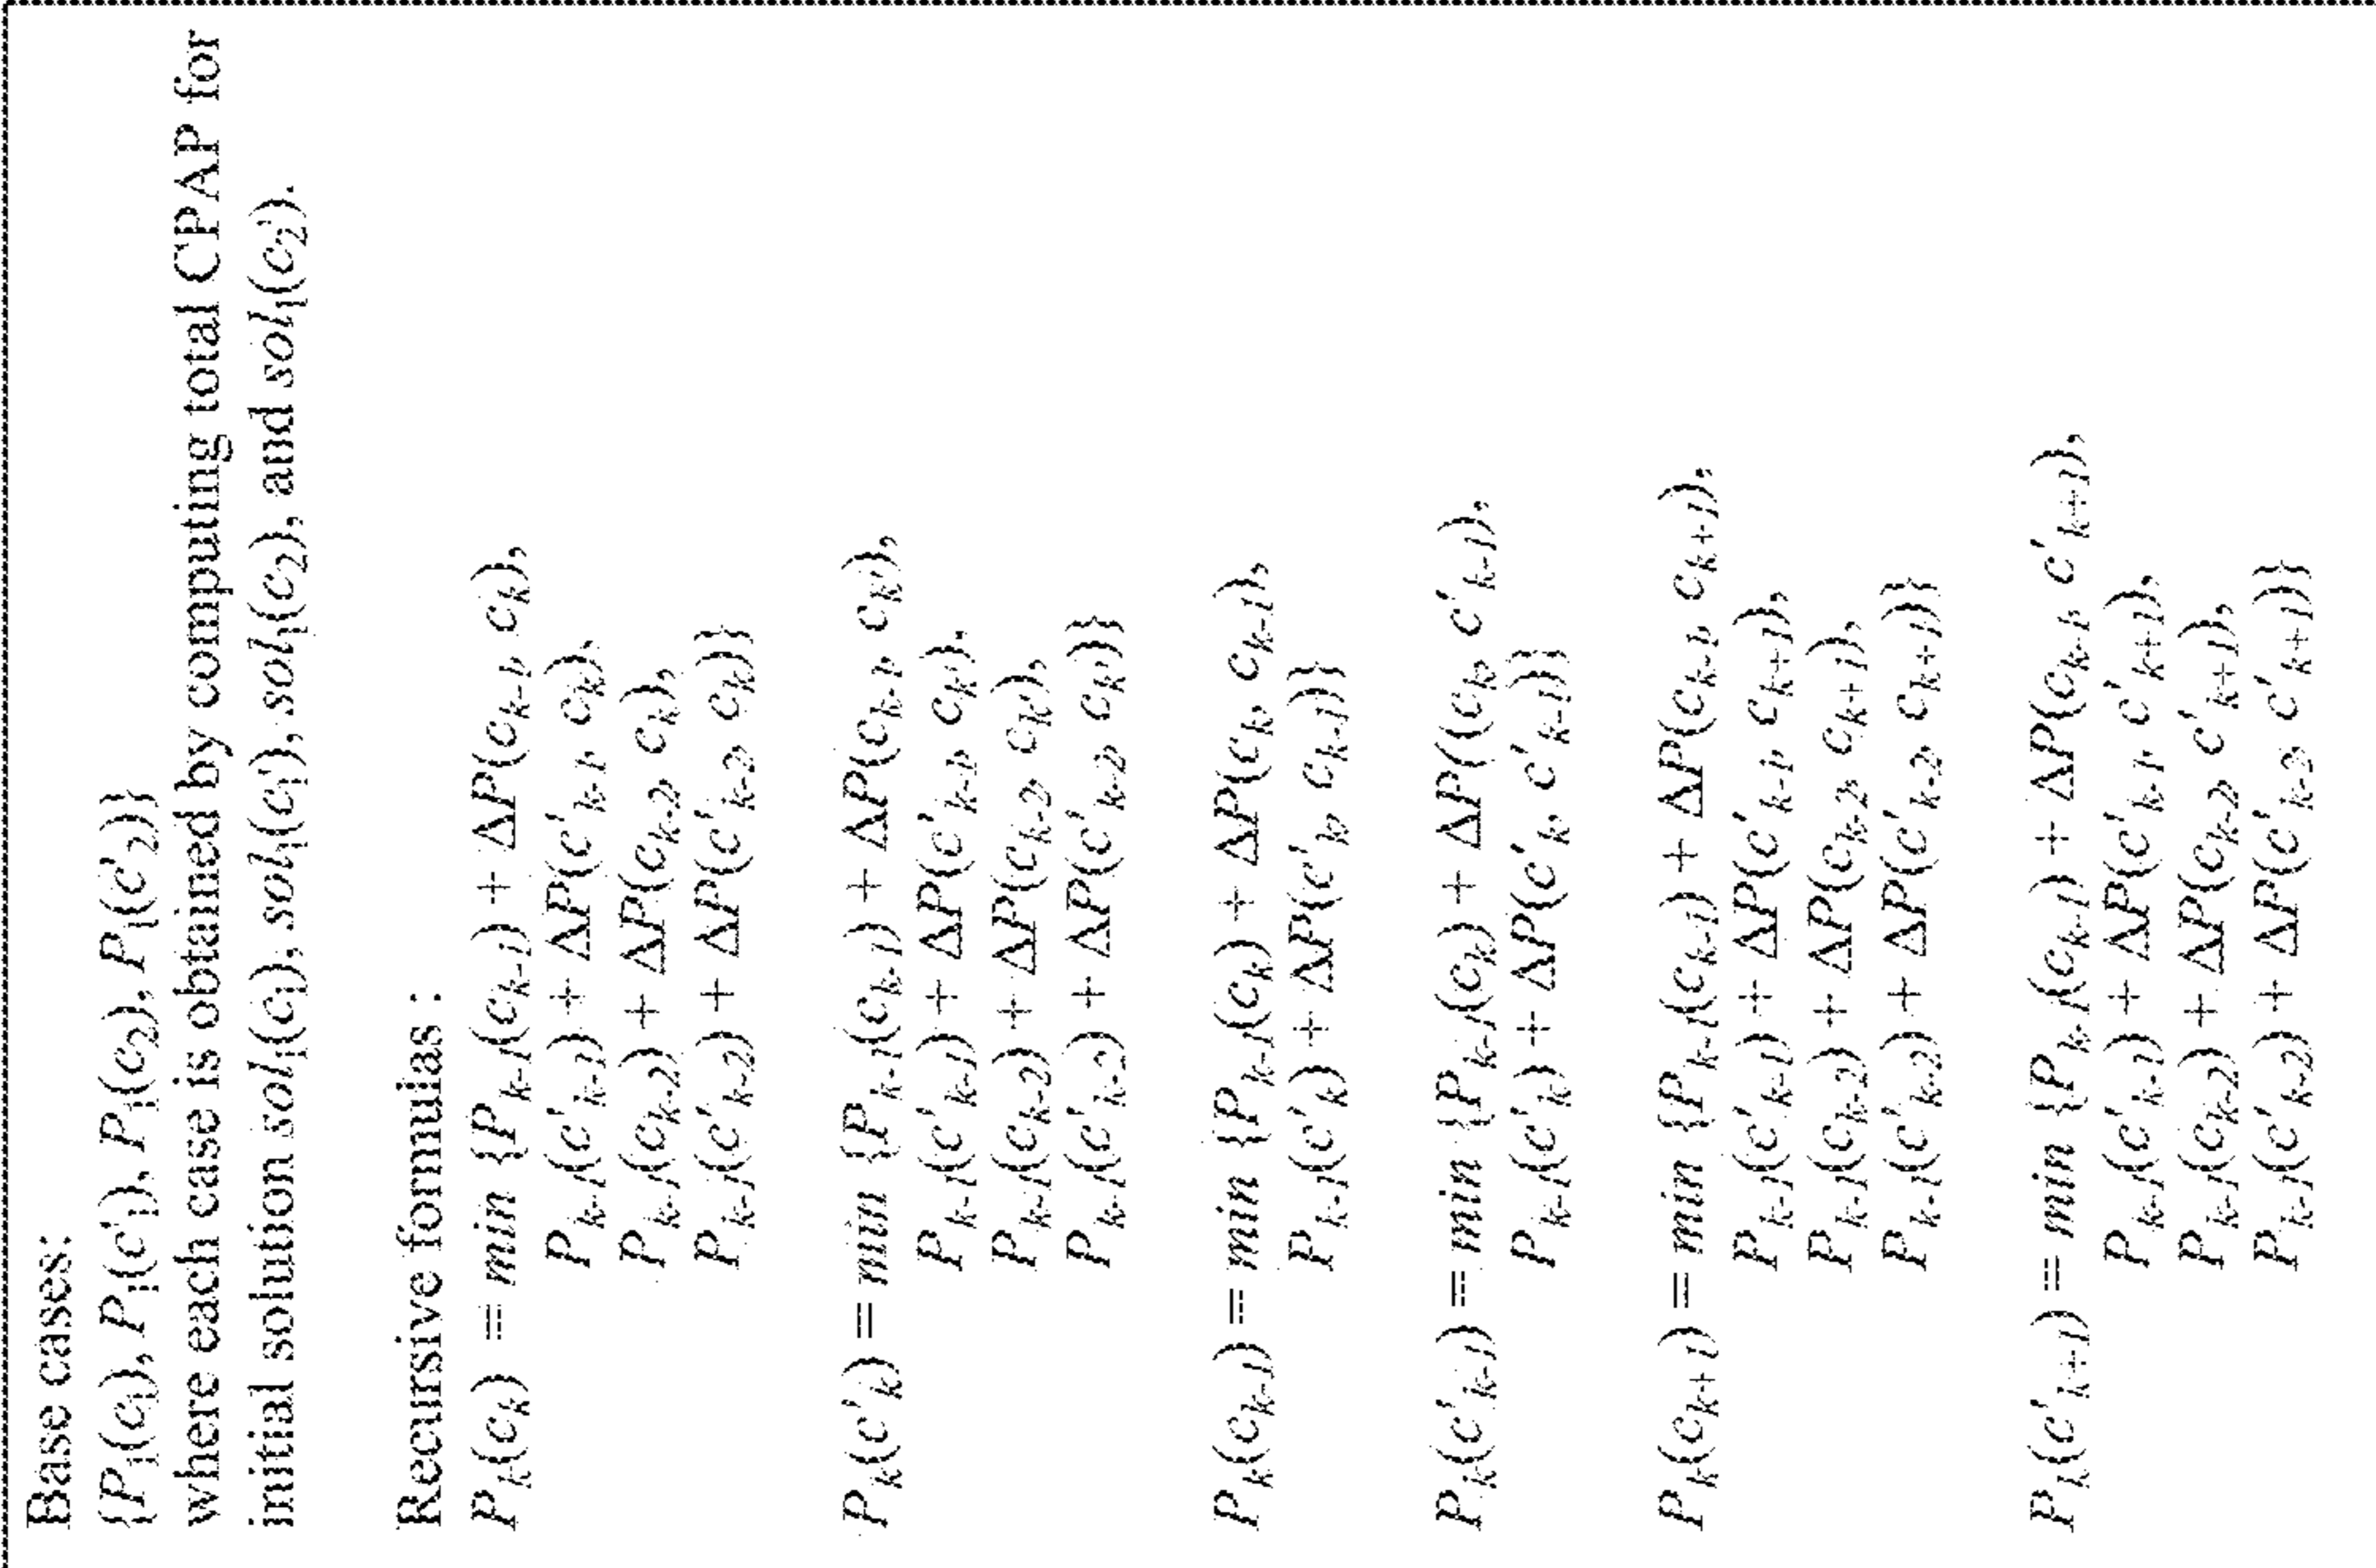 Base cases:
{P₁(c₁), P₁(c'₁), P₁(c₂), P₁(c'₂)}
where each case is obtained by computing total CPAP for
initial solution sol₁(c₁), sol₁(c₁'), sol₁(c₂), and sol₁(c₂').
Recursive formulas :
Pₖ(cₖ) = min {Pₖ₋₁(cₖ₋₁) + ΔP(cₖ₋₁, cₖ),
Pₖ₋₁(c'ₖ₋₁) + ΔP(c'ₖ₋₁, cₖ),
Pₖ₋₁(cₖ₋₂) + ΔP(cₖ₋₂, cₖ),
Pₖ₋₁(c'ₖ₋₂) + ΔP(c'ₖ₋₂, cₖ)}
Pₖ(c'ₖ) = min {Pₖ₋₁(cₖ₋₁) + ΔP(cₖ₋₁, cₖ'),
Pₖ₋₁(c'ₖ₋₁) + ΔP(c'ₖ₋₁, cₖ'),
Pₖ₋₁(cₖ₋₂) + ΔP(cₖ₋₂, cₖ'),
Pₖ₋₁(c'ₖ₋₂) + ΔP(c'ₖ₋₂, cₖ')}
Pₖ(cₖ₋₁) = min {Pₖ₋₁(cₖ) + ΔP(cₖ, cₖ₋₁),
Pₖ₋₁(c'ₖ) + ΔP(c'ₖ, cₖ₋₁)}
Pₖ(c'ₖ₋₁) = min {Pₖ₋₁(cₖ) + ΔP((cₖ, c'ₖ₋₁),
Pₖ₋₁(c'ₖ) + ΔP(c'ₖ, c'ₖ₋₁)}
Pₖ(cₖ₊₁) = min {Pₖ₋₁(cₖ₋₁) + ΔP(cₖ₋₁, cₖ₊₁),
Pₖ₋₁(c'ₖ₋₁) + ΔP(c'ₖ₋₁, cₖ₊₁),
Pₖ₋₁(cₖ₋₂) + ΔP(cₖ₋₂, cₖ₊₁),
Pₖ₋₁(c'ₖ₋₂) + ΔP(c'ₖ₋₂, cₖ₊₁)}
Pₖ(c'ₖ₊₁) = min {Pₖ₋₁(cₖ₋₁) + ΔP(cₖ₋₁, c'ₖ₊₁),
Pₖ₋₁(c'ₖ₋₁) + ΔP(c'ₖ₋₁, c'ₖ₊₁),
Pₖ₋₁(cₖ₋₂) + ΔP(cₖ₋₂, c'ₖ₊₁),
Pₖ₋₁(c'ₖ₋₂) + ΔP(c'ₖ₋₂, c'ₖ₊₁)}